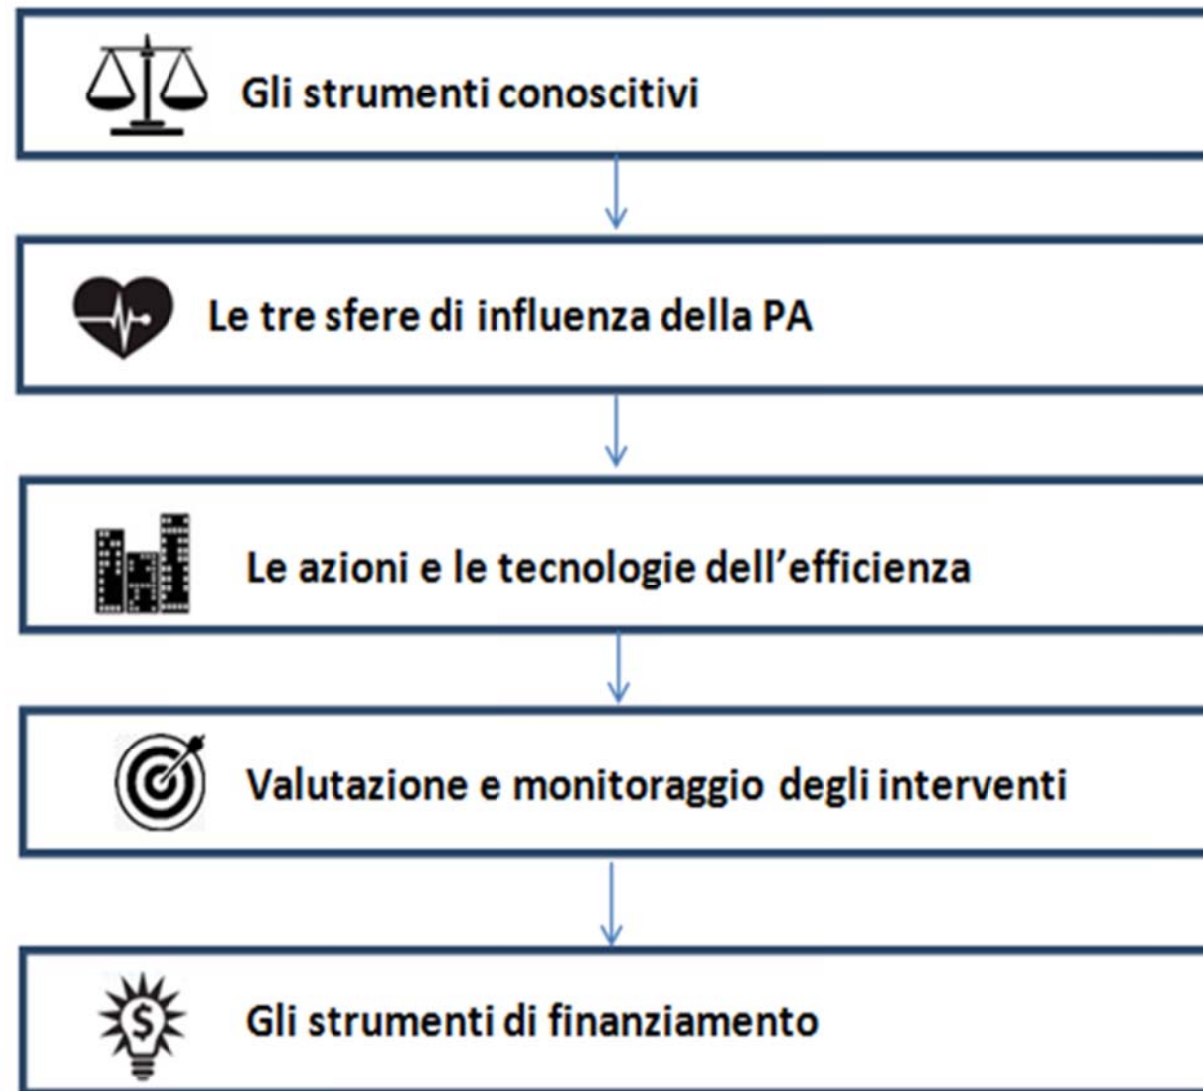 Gli strumenti conoscitivi
Le tre sfere di influenza della PA
Le azioni e le tecnologie dell'efficienza
Valutazione e monitoraggio degli interventi
$
Gli strumenti di finanziamento